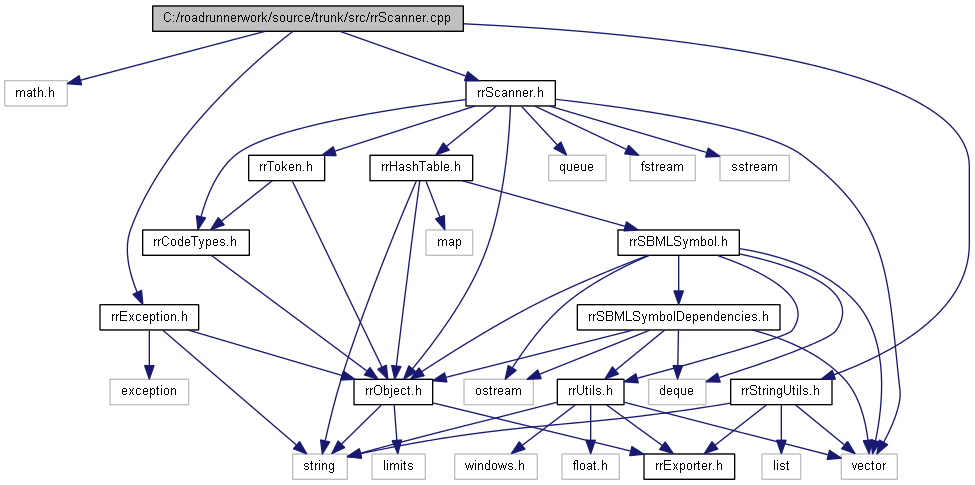 C:/roadrunnerwork/source/trunk/src/rrScanner.cpp
math.h
rrScanner.h
rrToken.h
rrHashTable.h
queue
fstream
sstream
rrCodeTypes.h
map
rrSBMLSymbol.h
rrException.h
rrSBMLSymbolDependencies.h
exception
rrObject.h
ostream
rrUtils.h
deque
rrStringUtils.h
string
limits
windows.h
float.h
rrExporter.h
list
vector